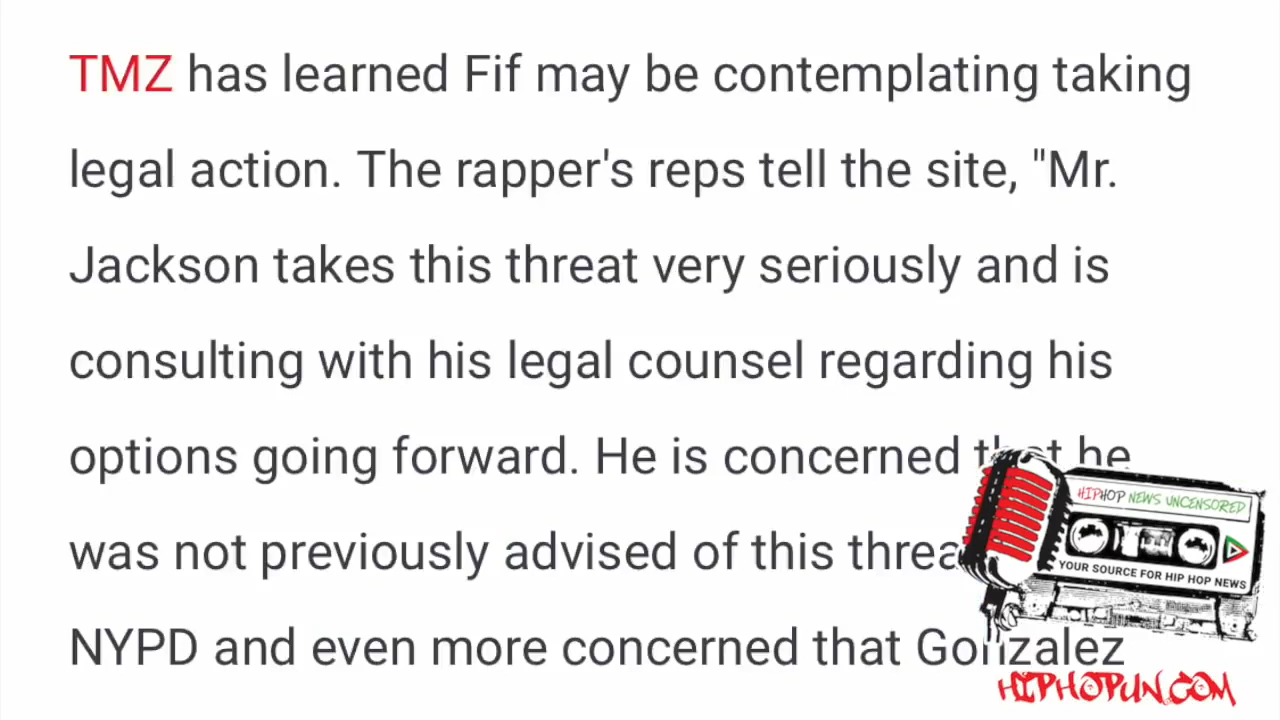 TMZ has learned Fif may be contemplating taking
legal action. The rapper's reps tell the site, "Mr.
Jackson takes this threat very seriously and is
consulting with his legal counsel regarding his
options going forward. He is concerned that he
was not previously advised of this threa
NYPD and even more concerned that Gonzalez
HIPHOP NEWS UNCENSORED
YOUR SOURCE FOR HIP HOP NEWS
HIPHOPUN.COM